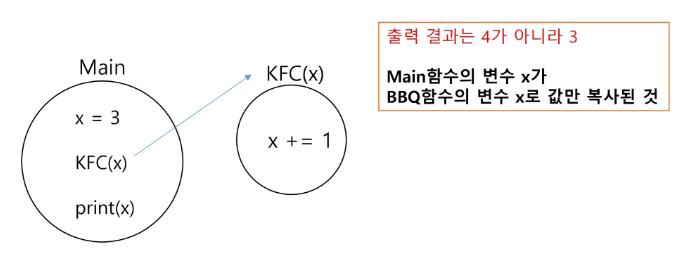 출력 결과는 4가 아니라 3
Main함수의 변수 x가
BBQ함수의 변수 x로 값만 복사된 것
Main
x = 3
KFC(x)
print(x)
KFC(x)
x += 1